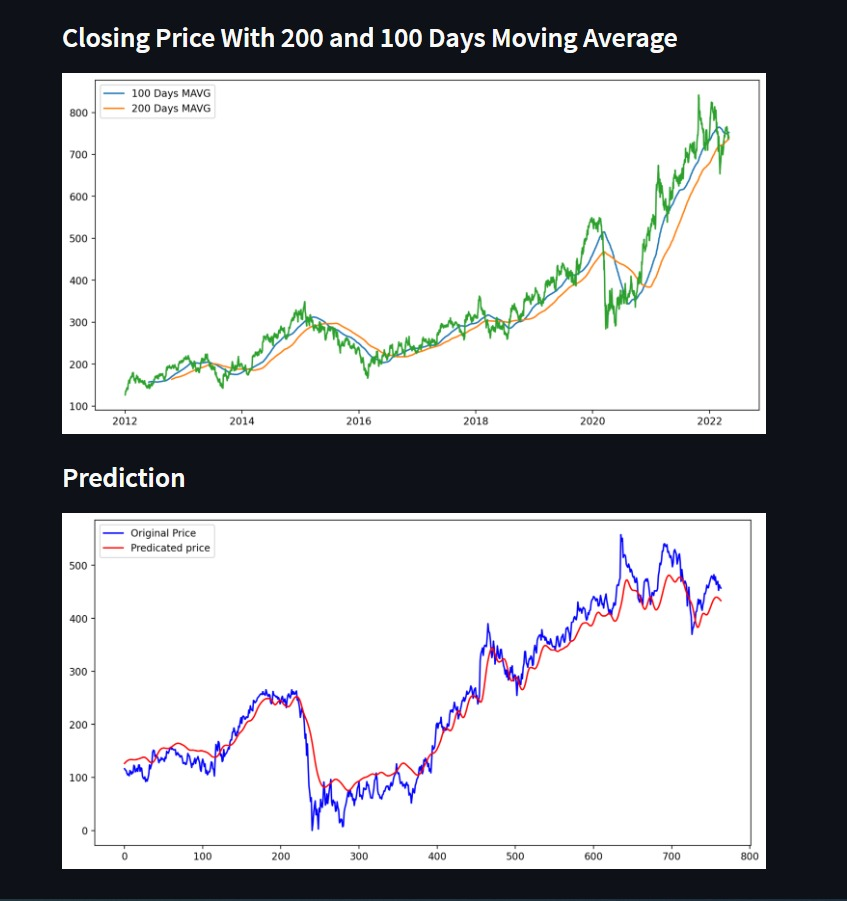 Closing Price With 200 and 100 Days Moving Average
100 Days MAVG
200 Days MAVG
800
700
600
500
400
300
200
100
2012 2014 2016 2018 2020 2022
Prediction
Original Price
Predicated price
500
400
300
200
100
0
0 100 200 300 400 500 600 700 800